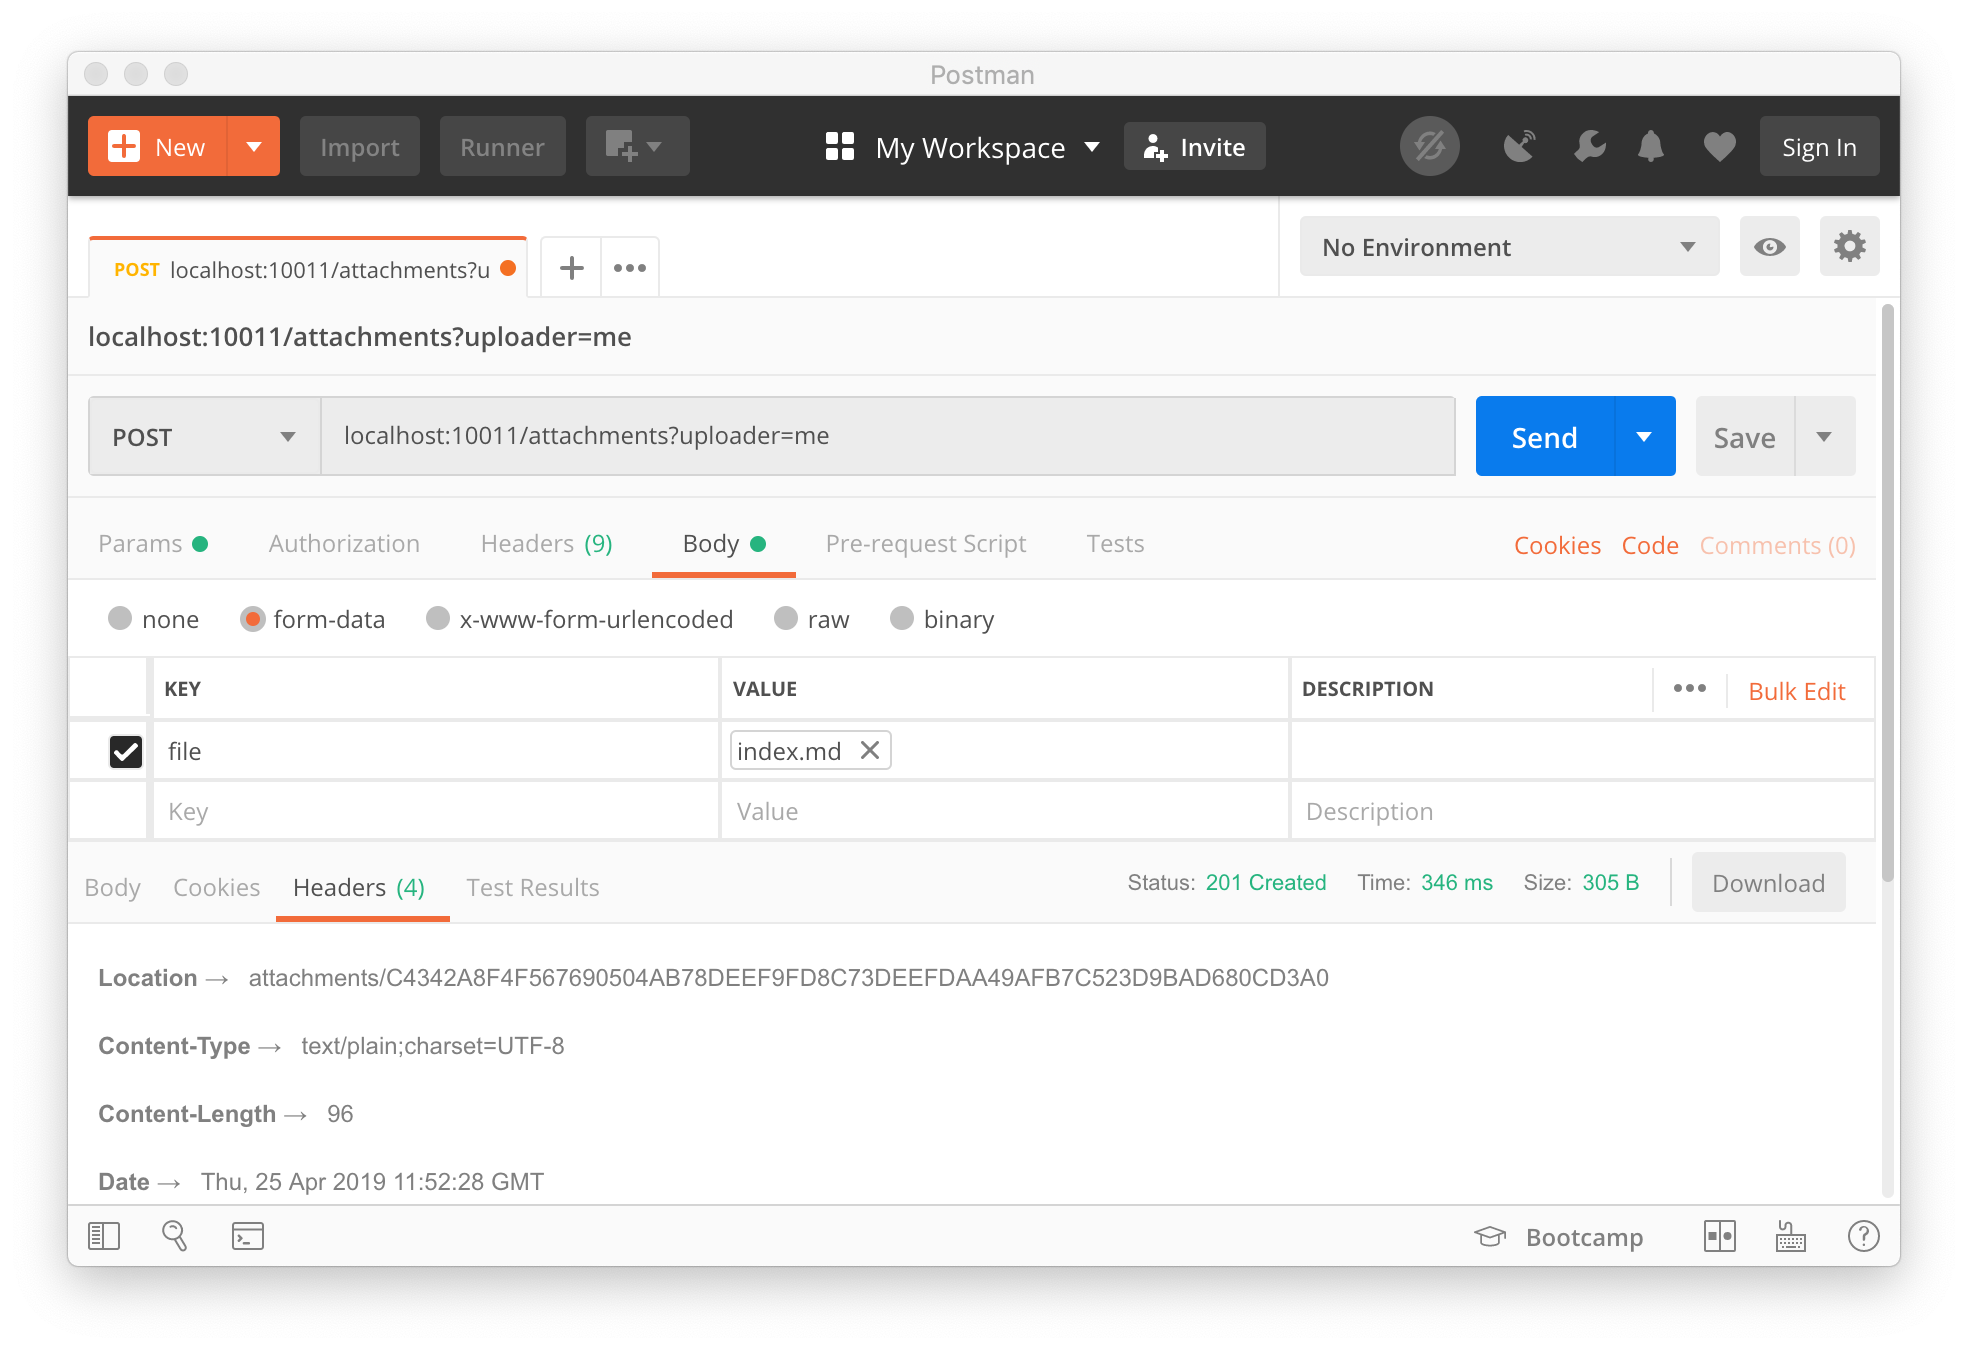 Postman
New Import Runner My Workspace Invite Sign In
POST localhost:10011/attachments?u No Environment
localhost:10011/attachments?uploader=me
POST localhost:10011/attachments?uploader=me Send Save
Params Authorization Headers (9) Body Pre-request Script Tests Cookies Code Comments (0)
none form-data x-www-form-urlencoded raw binary
KEY VALUE DESCRIPTION Bulk Edit
file index.md
Key Value Description
Body Cookies Headers (4) Test Results Status: 201 Created Time: 346 ms Size: 305 B Download
Location → attachments/C4342A8F4F567690504AB78DEEF9FD8C73DEEFDAA49AFB7C523D9BAD680CD3A0
Content-Type → text/plain;charset=UTF-8
Content-Length → 96
Date → Thu, 25 Apr 2019 11:52:28 GMT
Bootcamp